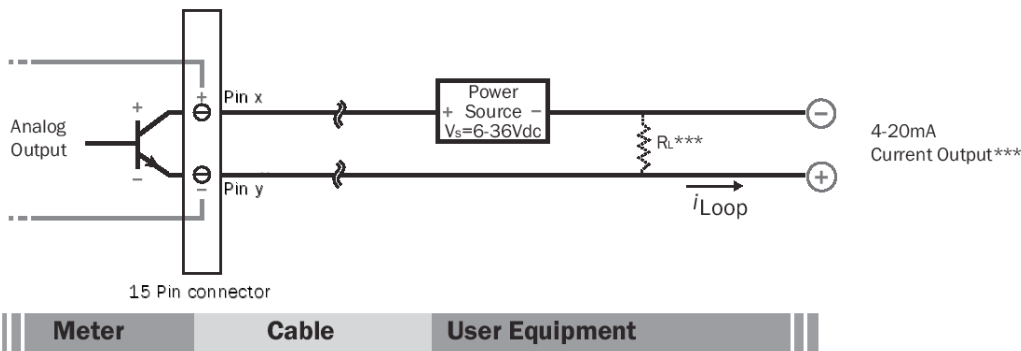 Pin x
Power
+ Source −
Vs=6-36Vdc
+
+
−
Analog
Output
RL***
4-20mA
Current Output***
−
−
Pin y
+
iLoop
15 Pin connector
Meter
Cable
User Equipment